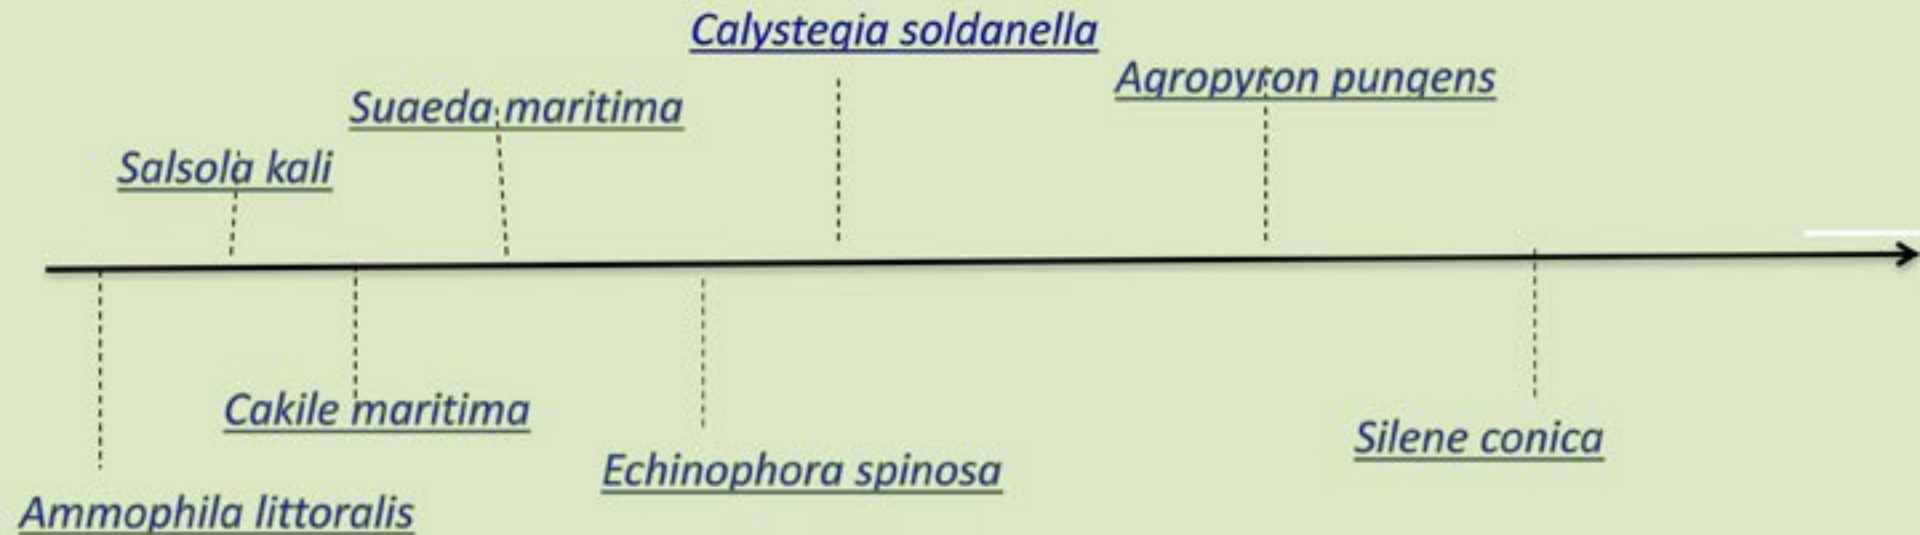 Calystegia soldanella
Agropyron pungens
Suaeda maritima
Salsola kali
Cakile maritima
Silene conica
Echinophora spinosa
Ammophila littoralis